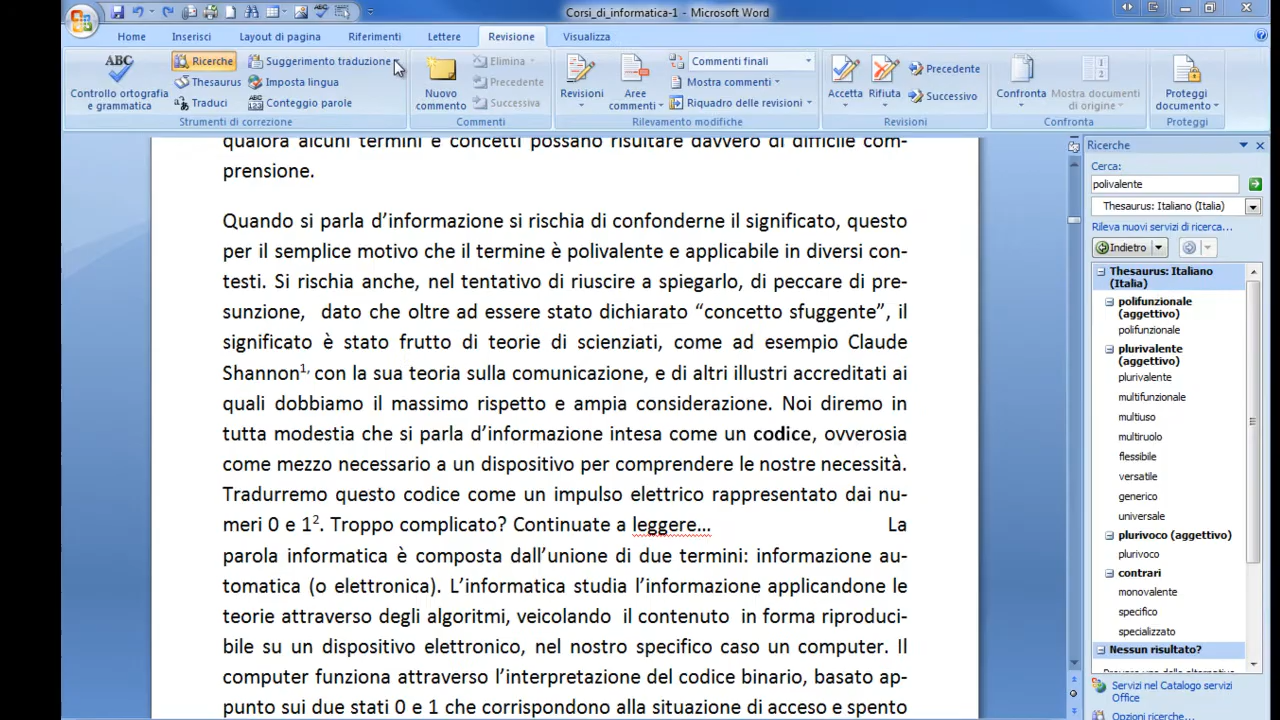 Corsi_di_informatica-1 - Microsoft Word
Home Inserisci Layout di pagina Riferimenti Lettere Revisione Visualizza
ABC
Controllo ortografia
e grammatica
Ricerche
Thesaurus
Traduci
Suggerimento traduzione
Imposta lingua
Conteggio parole
Strumenti di correzione
Nuovo
commento
Elimina
Precedente
Successiva
Commenti
Revisioni
Aree
commenti
Commenti finali
Mostra commenti
Riquadro delle revisioni
Rilevamento modifiche
Accetta
Rifiuta
Precedente
Successivo
Revisioni
Confronta
Mostra documenti
di origine
Confronta
Proteggi
documento
Proteggi
qualora alcuni termini e concetti possano risultare davvero di difficile com-
prensione.
Quando si parla d’informazione si rischia di confonderne il significato, questo
per il semplice motivo che il termine è polivalente e applicabile in diversi con-
testi. Si rischia anche, nel tentativo di riuscire a spiegarlo, di peccare di pre-
sunzione, dato che oltre ad essere stato dichiarato “concetto sfuggente”, il
significato è stato frutto di teorie di scienziati, come ad esempio Claude
Shannon1, con la sua teoria sulla comunicazione, e di altri illustri accreditati ai
quali dobbiamo il massimo rispetto e ampia considerazione. Noi diremo in
tutta modestia che si parla d’informazione intesa come un codice, ovverosia
come mezzo necessario a un dispositivo per comprendere le nostre necessità.
Tradurremo questo codice come un impulso elettrico rappresentato dai nu-
meri 0 e 12. Troppo complicato? Continuate a leggere… La
parola informatica è composta dall’unione di due termini: informazione au-
tomatica (o elettronica). L’informatica studia l’informazione applicandone le
teorie attraverso degli algoritmi, veicolando il contenuto in forma riproduci-
bile su un dispositivo elettronico, nel nostro specifico caso un computer. Il
computer funziona attraverso l’interpretazione del codice binario, basato ap-
punto sui due stati 0 e 1 che corrispondono alla situazione di acceso e spento
Ricerche
Cerca:
polivalente
Thesaurus: Italiano (Italia)
Rileva nuovi servizi di ricerca...
Indietro
Thesaurus: Italiano
(Italia)
polifunzionale
(aggettivo)
polifunzionale
plurivalente
(aggettivo)
plurivalente
multifunzionale
multiuso
multiruolo
flessibile
versatile
generico
universale
plurivoco (aggettivo)
plurivoco
contrari
monovalente
specifico
specializzato
Nessun risultato?
Servizi nel Catalogo servizi
Office
Opzioni ricerche...